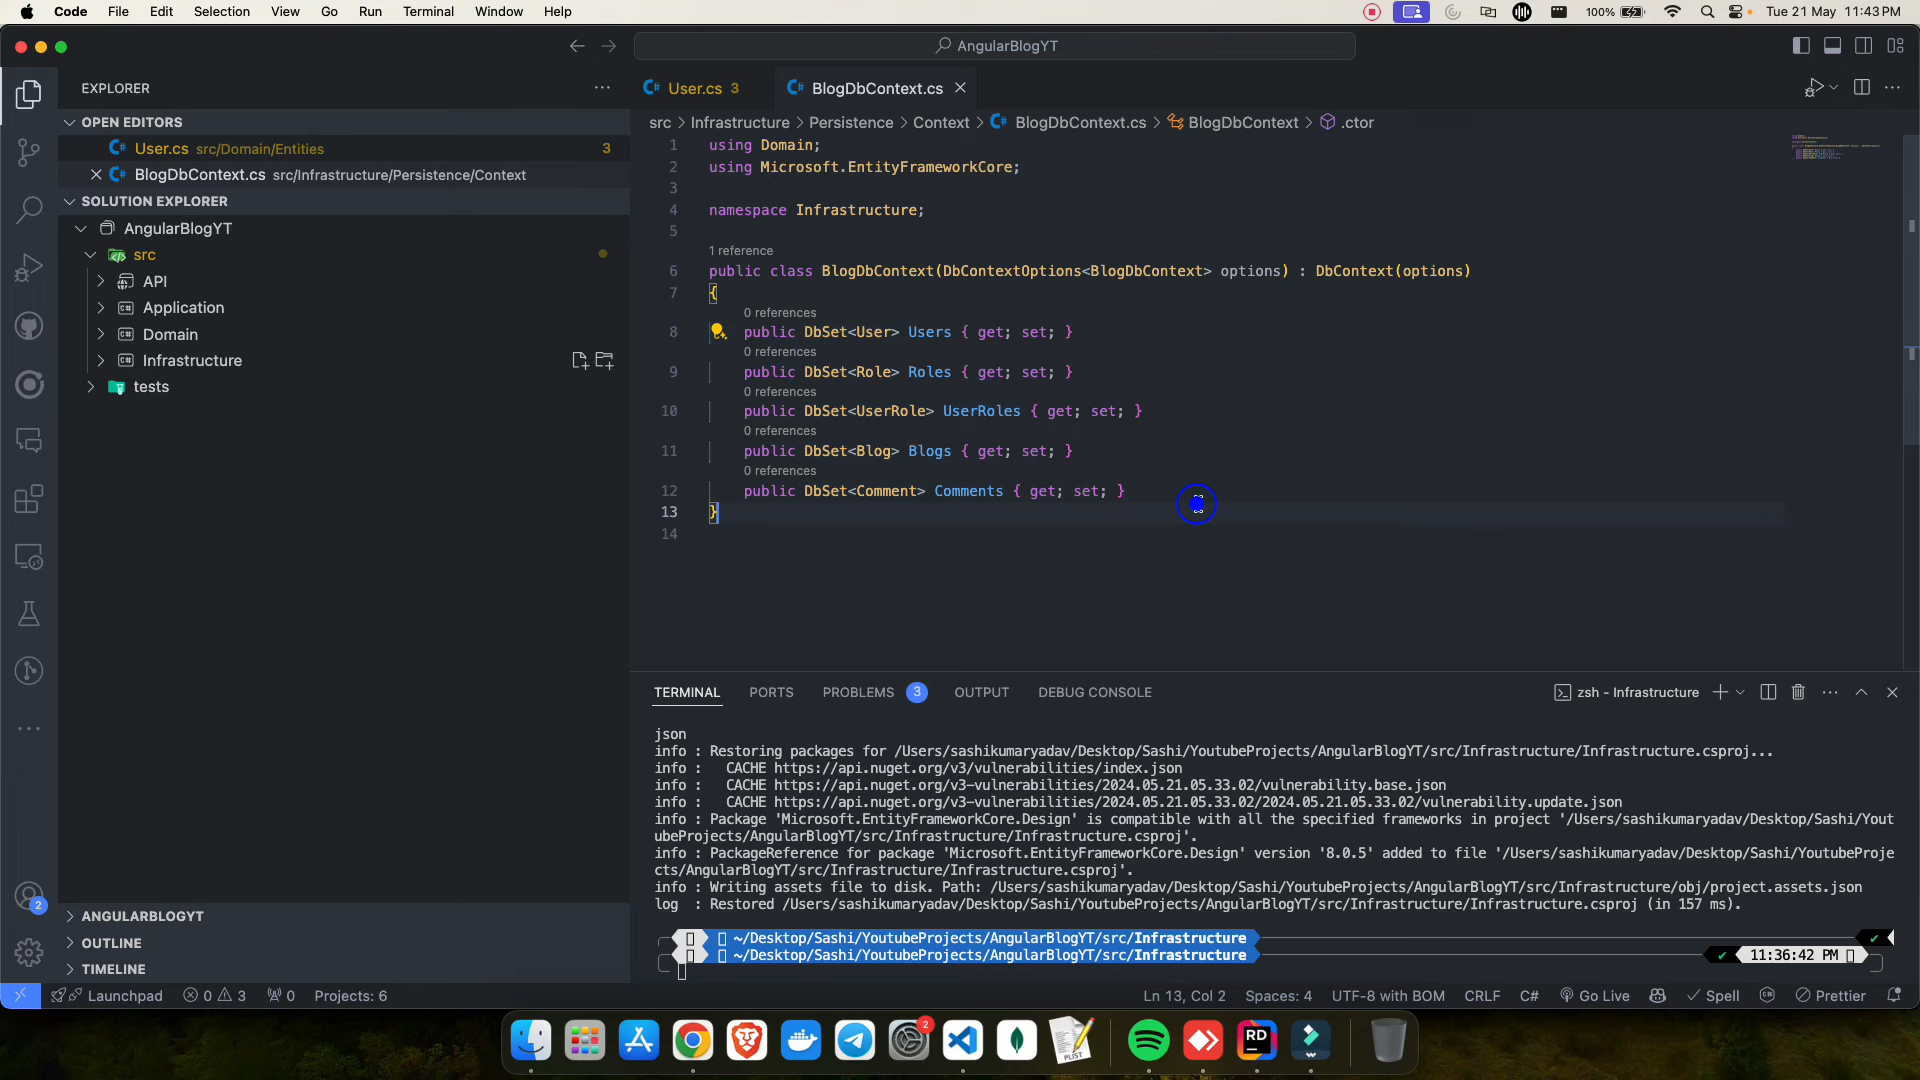 Code File Edit Selection View Go Run Terminal Window Help
100% Tue 21 May 11:43 PM
AngularBlogYT
EXPLORER
OPEN EDITORS
User.cs src/Domain/Entities 3
BlogDbContext.cs src/Infrastructure/Persistence/Context
SOLUTION EXPLORER
AngularBlogYT
src
API
Application
Domain
Infrastructure
tests
2
ANGULARBLOGYT
OUTLINE
TIMELINE
User.cs 3 BlogDbContext.cs
src > Infrastructure > Persistence > Context > BlogDbContext.cs > BlogDbContext > .ctor
1 using Domain;
2 using Microsoft.EntityFrameworkCore;
3
4 namespace Infrastructure;
5
1 reference
6 public class BlogDbContext(DbContextOptions<BlogDbContext> options) : DbContext(options)
7 {
0 references
8 public DbSet<User> Users { get; set; }
0 references
9 public DbSet<Role> Roles { get; set; }
0 references
10 public DbSet<UserRole> UserRoles { get; set; }
0 references
11 public DbSet<Blog> Blogs { get; set; }
0 references
12 public DbSet<Comment> Comments { get; set; }
13 }
14
TERMINAL PORTS PROBLEMS 3 OUTPUT DEBUG CONSOLE
zsh - Infrastructure
json
info : Restoring packages for /Users/sashikumaryadav/Desktop/Sashi/YoutubeProjects/AngularBlogYT/src/Infrastructure/Infrastructure.csproj...
info :   CACHE https://api.nuget.org/v3/vulnerabilities/index.json
info :   CACHE https://api.nuget.org/v3-vulnerabilities/2024.05.21.05.33.02/vulnerability.base.json
info :   CACHE https://api.nuget.org/v3-vulnerabilities/2024.05.21.05.33.02/2024.05.21.05.33.02/vulnerability.update.json
info : Package 'Microsoft.EntityFrameworkCore.Design' is compatible with all the specified frameworks in project '/Users/sashikumaryadav/Desktop/Sashi/Yout
ubeProjects/AngularBlogYT/src/Infrastructure/Infrastructure.csproj'.
info : PackageReference for package 'Microsoft.EntityFrameworkCore.Design' version '8.0.5' added to file '/Users/sashikumaryadav/Desktop/Sashi/YoutubeProje
cts/AngularBlogYT/src/Infrastructure/Infrastructure.csproj'.
info : Writing assets file to disk. Path: /Users/sashikumaryadav/Desktop/Sashi/YoutubeProjects/AngularBlogYT/src/Infrastructure/obj/project.assets.json
log  : Restored /Users/sashikumaryadav/Desktop/Sashi/YoutubeProjects/AngularBlogYT/src/Infrastructure/Infrastructure.csproj (in 157 ms).
~/Desktop/Sashi/YoutubeProjects/AngularBlogYT/src/Infrastructure
~/Desktop/Sashi/YoutubeProjects/AngularBlogYT/src/Infrastructure 11:36:42 PM
Launchpad 0 3 0 Projects: 6
Ln 13, Col 2 Spaces: 4 UTF-8 with BOM CRLF C# Go Live Spell Prettier
2
PLIST
RD